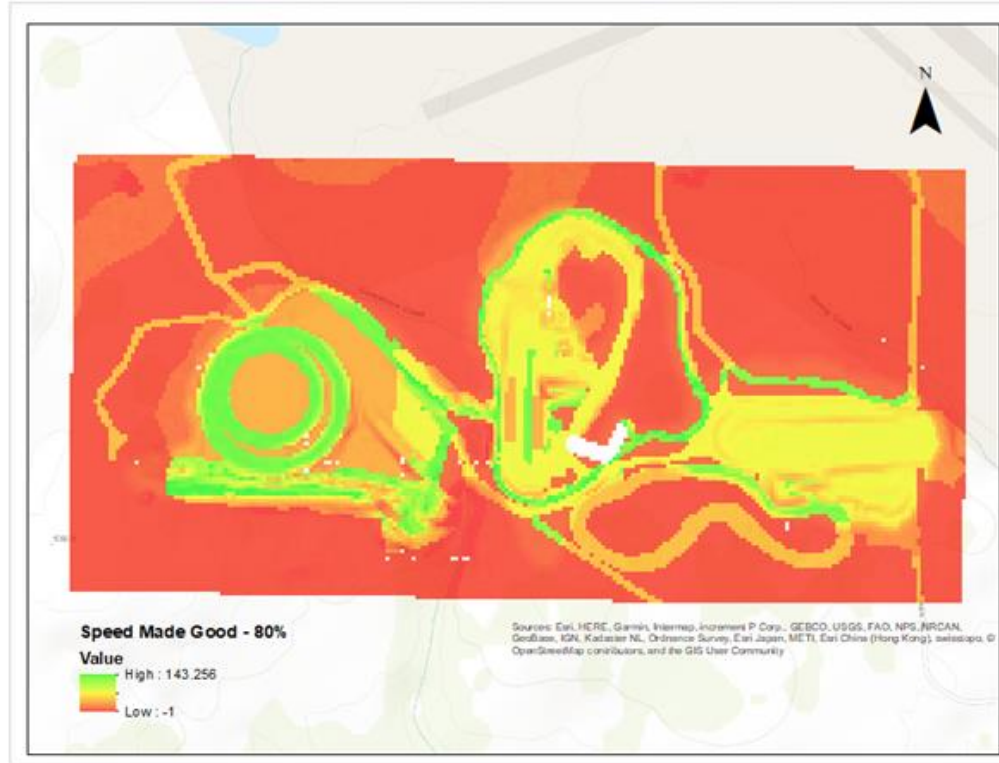 N
Speed Made Good - 80%
Value
High : 143.256
Low : -1
Sources: Esri, HERE, Garmin, Intermap, increment P Corp., GEBCO, USGS, FAO, NPS, NRCAN,
GeoBase, IGN, Kadaster NL, Ordnance Survey, Esri Japan, METI, Esri China (Hong Kong), swisstopo, ©
OpenStreetMap contributors, and the GIS User Community